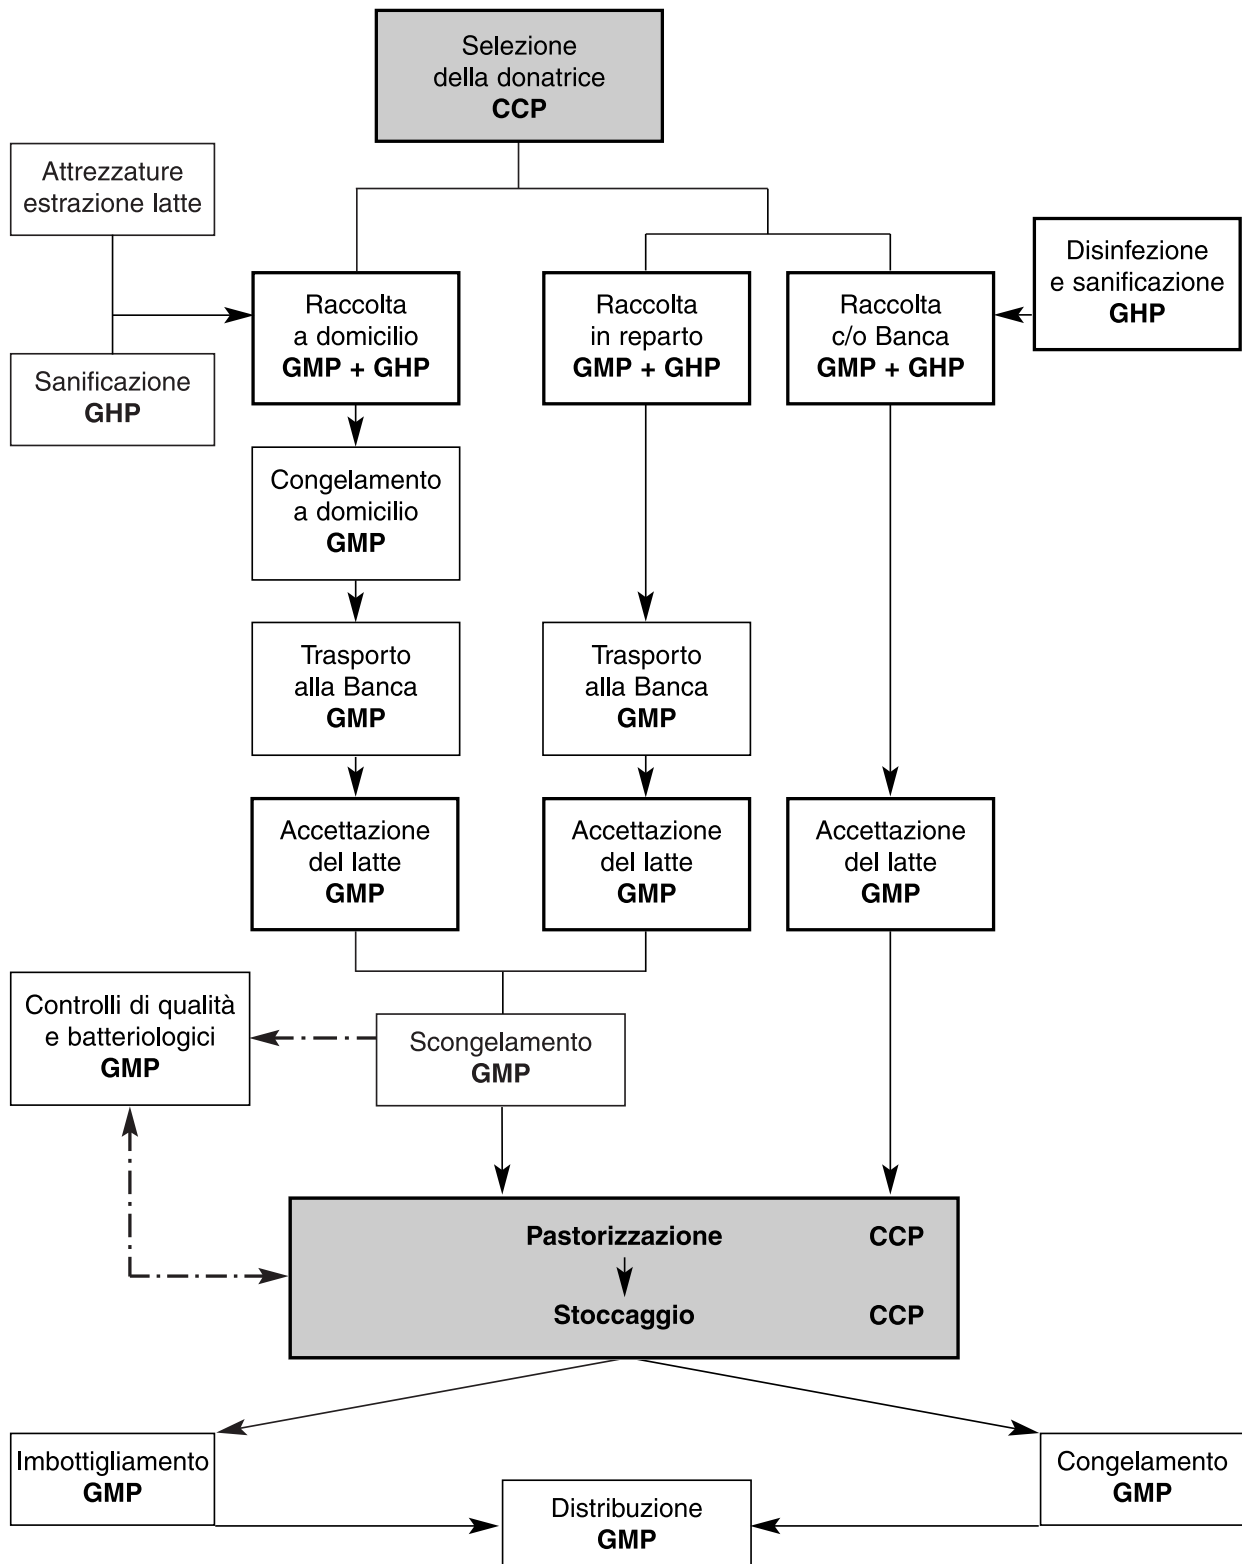 Selezione
della donatrice
CCP
Attrezzature
estrazione latte
Sanificazione
GHP
Raccolta
a domicilio
GMP + GHP
Raccolta
in reparto
GMP + GHP
Raccolta
c/o Banca
GMP + GHP
Disinfezione
e sanificazione
GHP
Congelamento
a domicilio
GMP
Trasporto
alla Banca
GMP
Trasporto
alla Banca
GMP
Accettazione
del latte
GMP
Accettazione
del latte
GMP
Accettazione
del latte
GMP
Controlli di qualità
e batteriologici
GMP
Scongelamento
GMP
Pastorizzazione CCP
Stoccaggio CCP
Imbottigliamento
GMP
Congelamento
GMP
Distribuzione
GMP